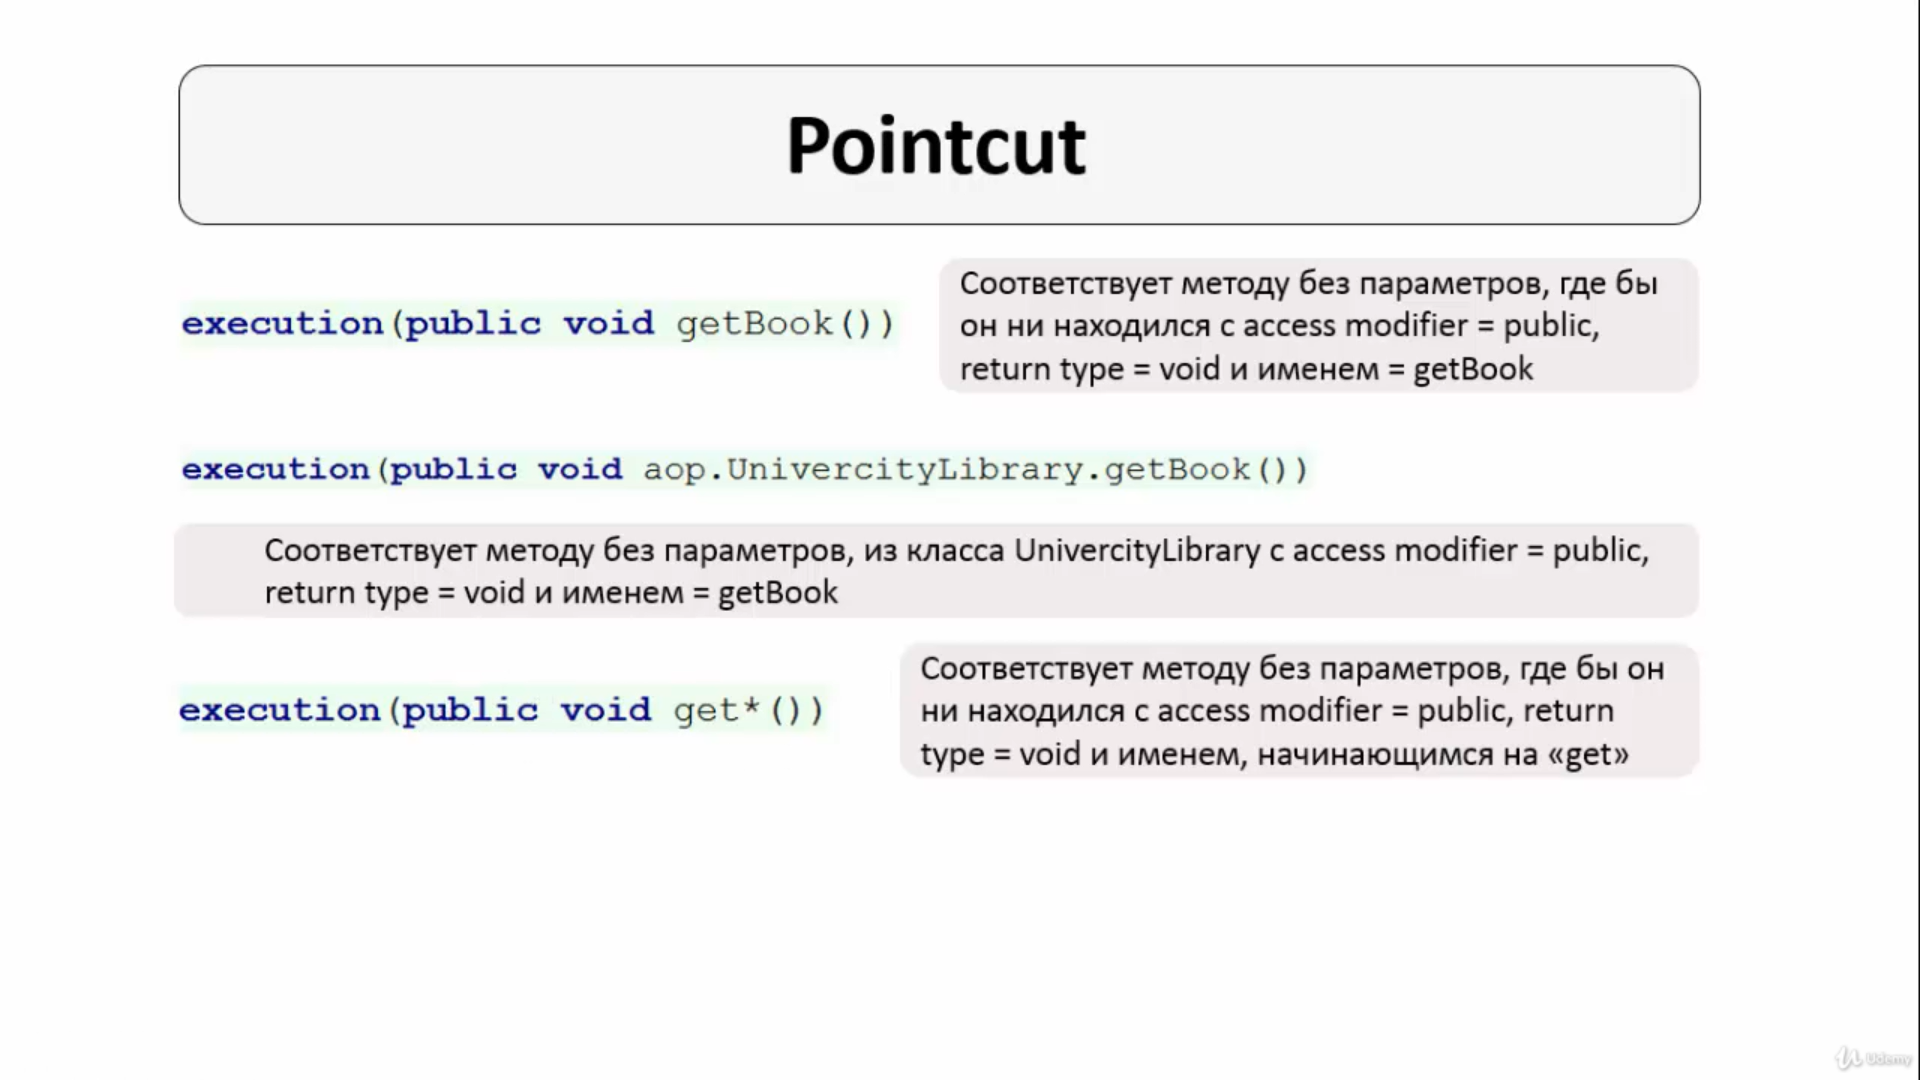 Pointcut
execution(public void getBook())
Соответствует методу без параметров, где бы
он ни находился с access modifier = public,
return type = void и именем = getBook
execution(public void aop.UnivercityLibrary.getBook())
Соответствует методу без параметров, из класса UnivercityLibrary с access modifier = public,
return type = void и именем = getBook
execution(public void get*())
Соответствует методу без параметров, где бы он
ни находился с access modifier = public, return
type = void и именем, начинающимся на «get»
Udemy